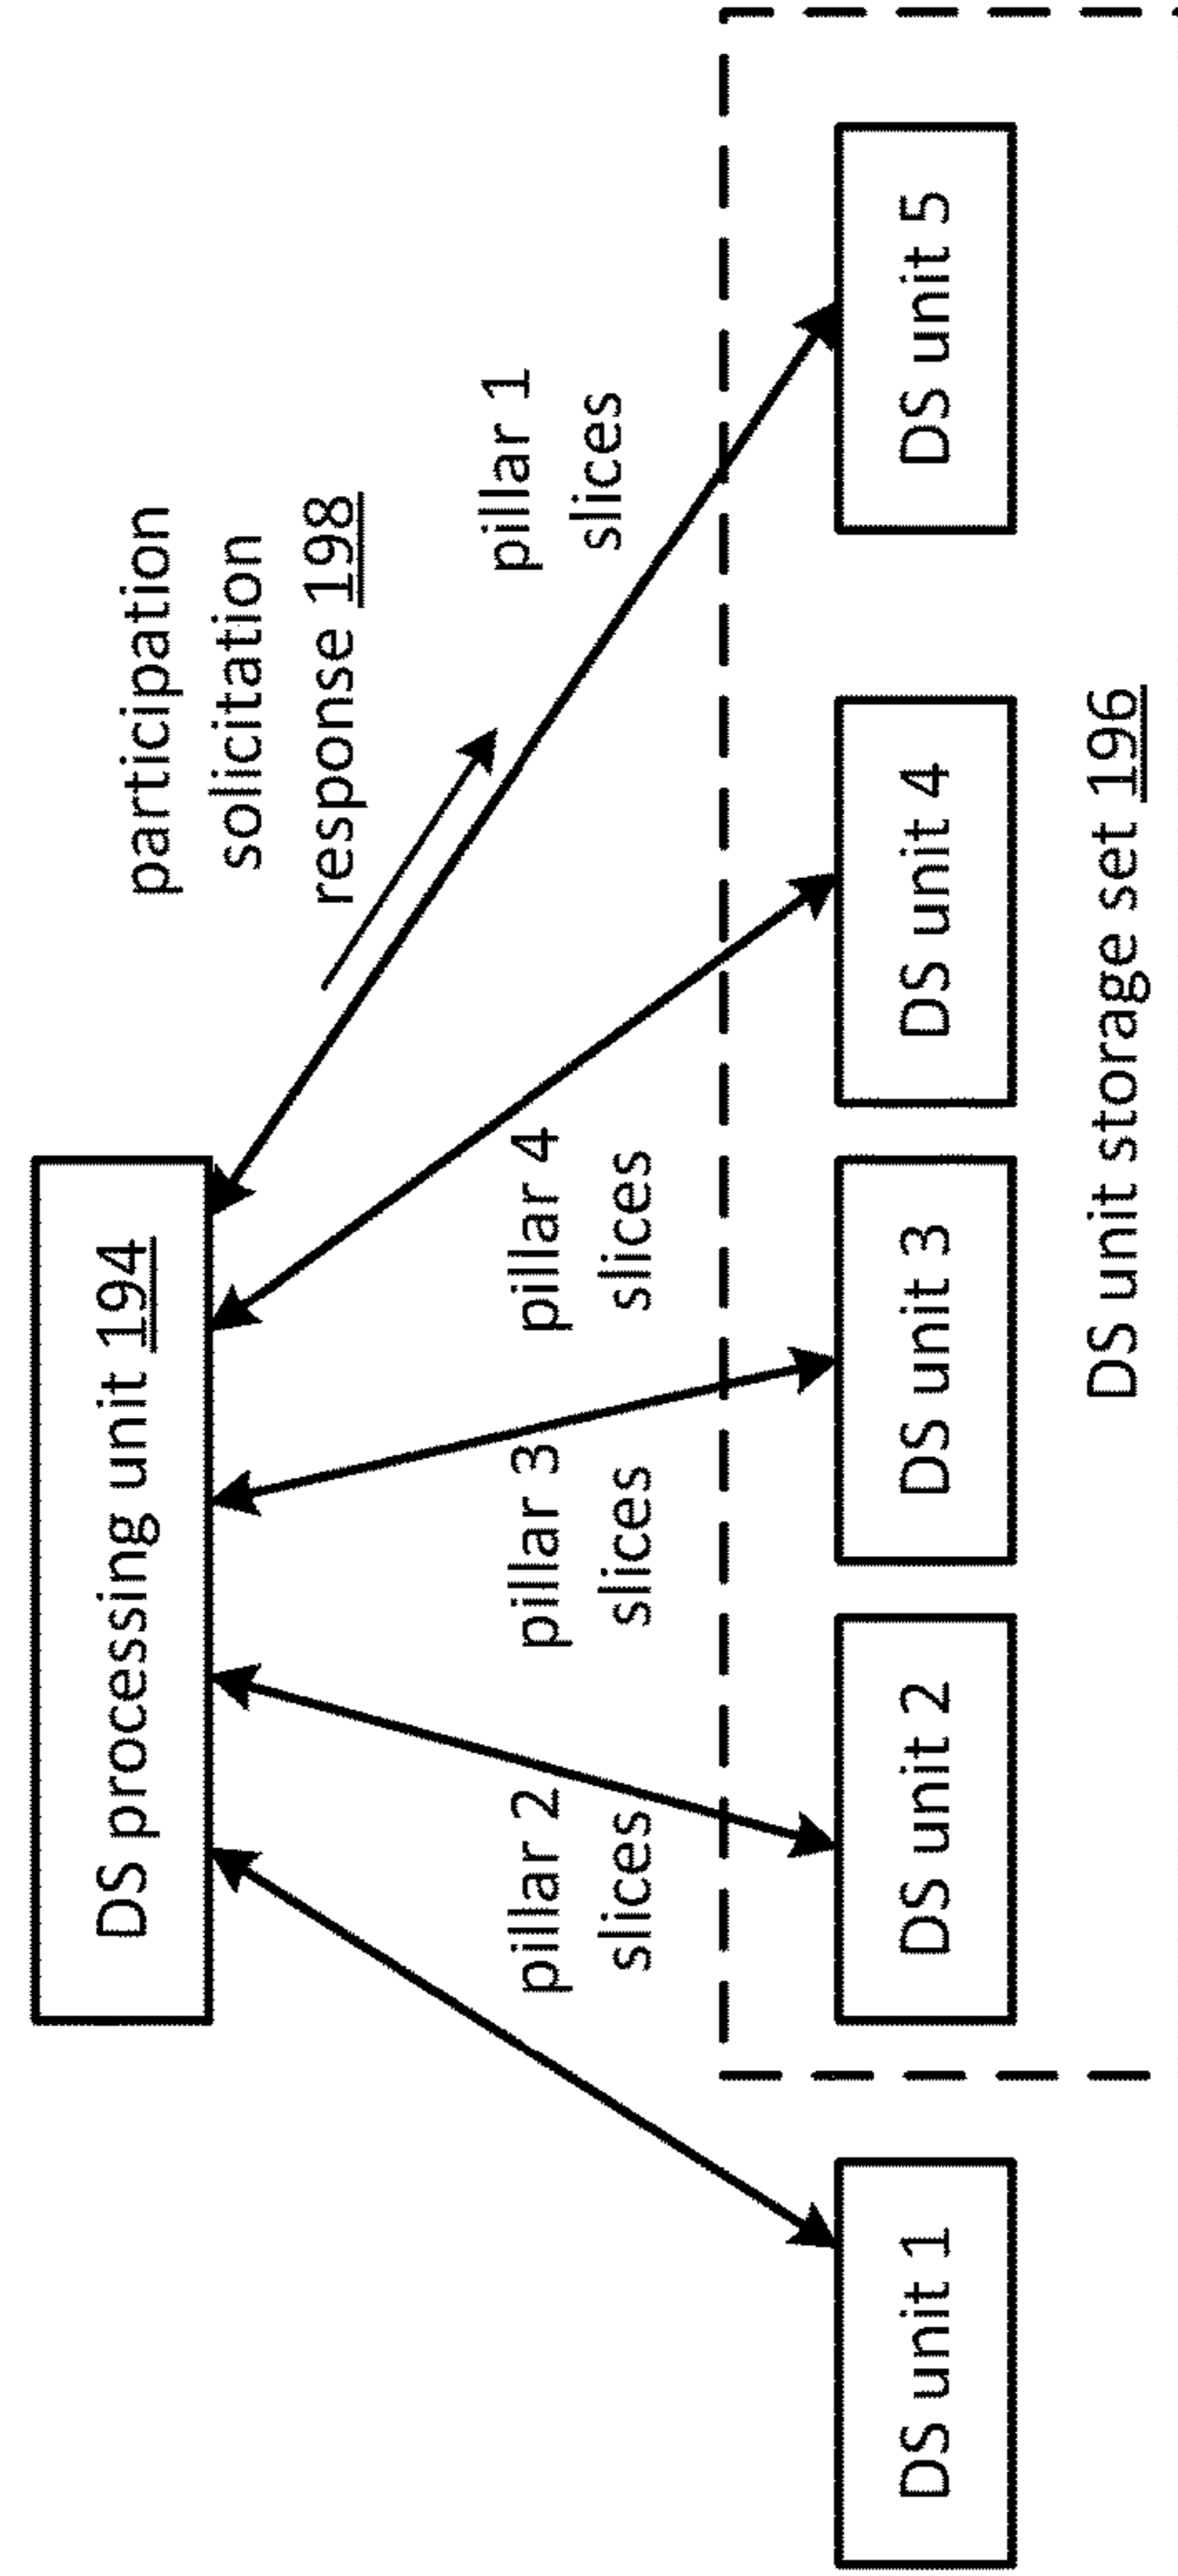 DS processing unit 194
participation
solicitation
response 198
pillar 1
slices
pillar 2
slices
pillar 3
slices
pillar 4
slices
DS unit 1
DS unit 2
DS unit 3
DS unit 4
DS unit 5
DS unit storage set 196